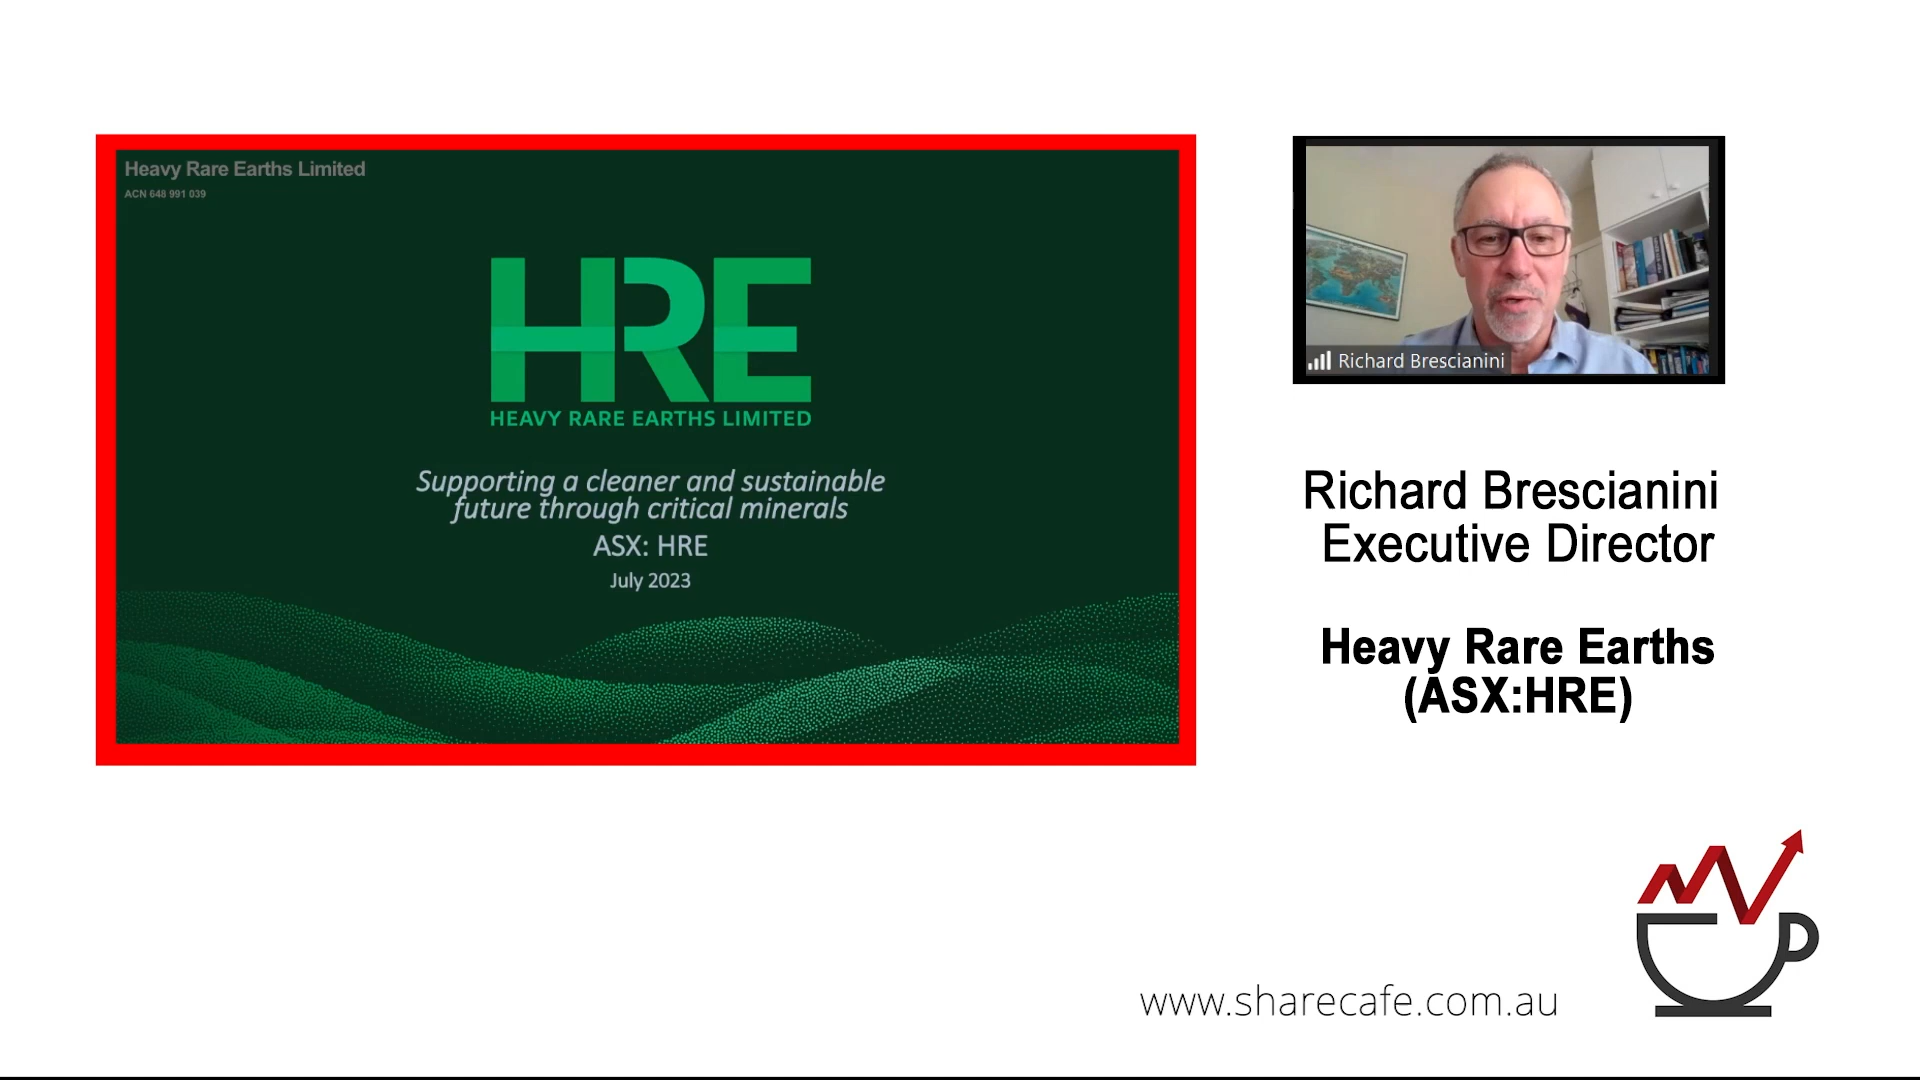 Heavy Rare Earths Limited
ACN 648 991 039
HRE
HEAVY RARE EARTHS LIMITED
Supporting a cleaner and sustainable
future through critical minerals
ASX: HRE
July 2023
Richard Brescianini
Richard Brescianini
Executive Director
Heavy Rare Earths
(ASX:HRE)
www.sharecafe.com.au